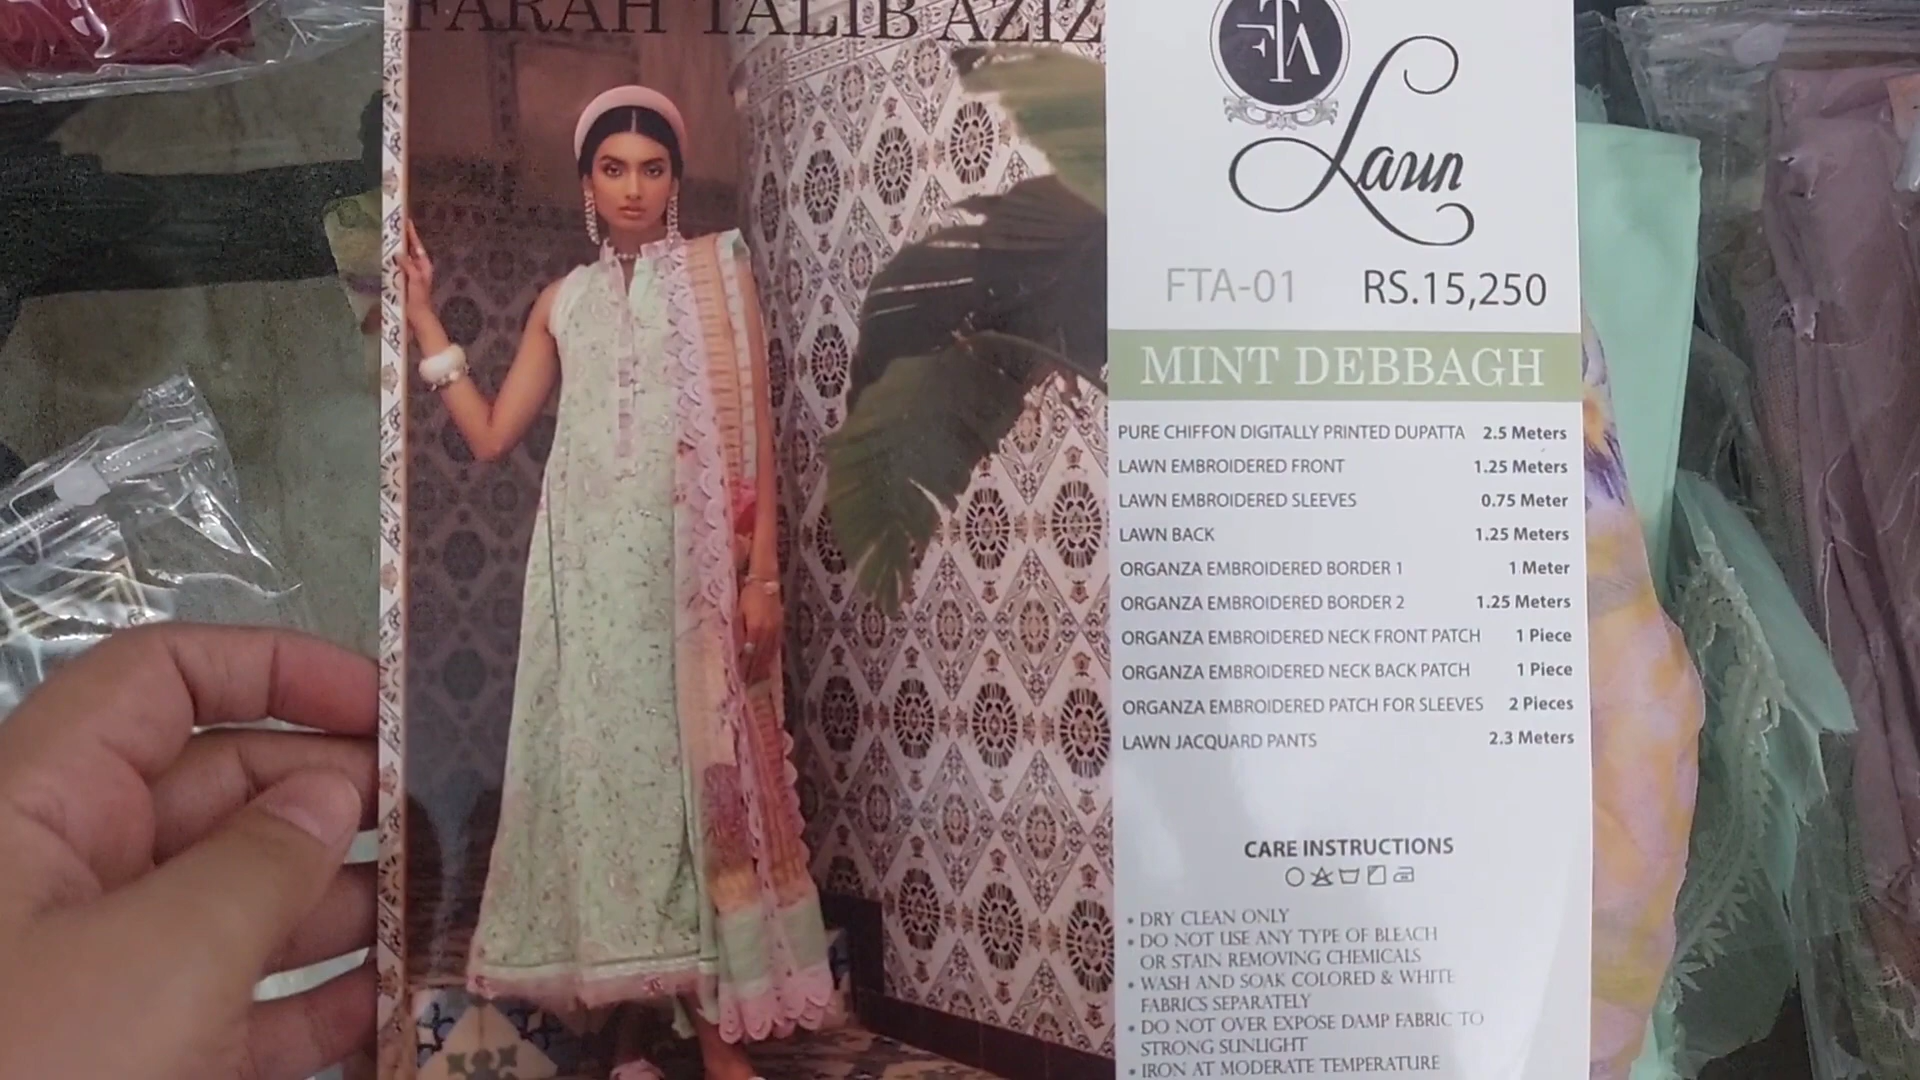 FARAH TALIB AZIZ
FTA
Lawn
FTA-01 RS.15,250
MINT DEBBAGH
PURE CHIFFON DIGITALLY PRINTED DUPATTA 2.5 Meters
LAWN EMBROIDERED FRONT 1.25 Meters
LAWN EMBROIDERED SLEEVES 0.75 Meter
LAWN BACK 1.25 Meters
ORGANZA EMBROIDERED BORDER 1 1 Meter
ORGANZA EMBROIDERED BORDER 2 1.25 Meters
ORGANZA EMBROIDERED NECK FRONT PATCH 1 Piece
ORGANZA EMBROIDERED NECK BACK PATCH 1 Piece
ORGANZA EMBROIDERED PATCH FOR SLEEVES 2 Pieces
LAWN JACQUARD PANTS 2.3 Meters
CARE INSTRUCTIONS
• DRY CLEAN ONLY
• DO NOT USE ANY TYPE OF BLEACH
OR STAIN REMOVING CHEMICALS
• WASH AND SOAK COLORED & WHITE
FABRICS SEPARATELY
• DO NOT OVER EXPOSE DAMP FABRIC TO
STRONG SUNLIGHT
• IRON AT MODERATE TEMPERATURE